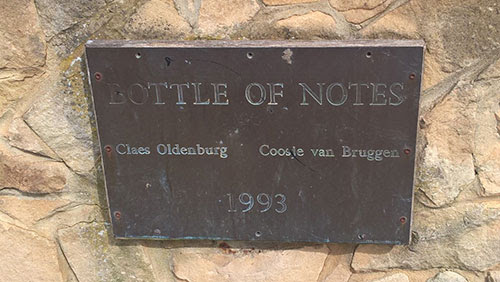 BOTTLE OF NOTES
Claes Oldenburg Coosje van Bruggen
1993